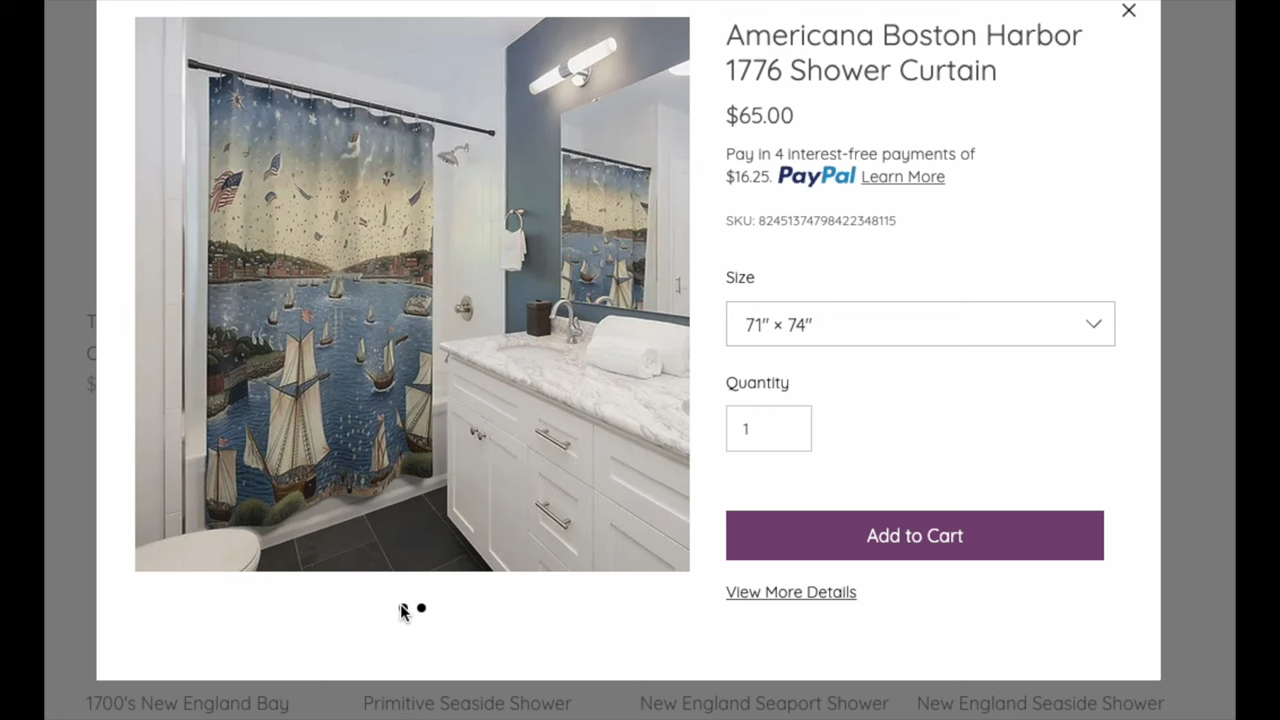 Americana Boston Harbor
1776 Shower Curtain
$65.00
Pay in 4 interest-free payments of
$16.25. PayPal Learn More
SKU: 82451374798422348115
Size
71" × 74"
Quantity
1
Add to Cart
View More Details
T
C
$
1700's New England Bay
Primitive Seaside Shower
New England Seaport Shower
New England Seaside Shower